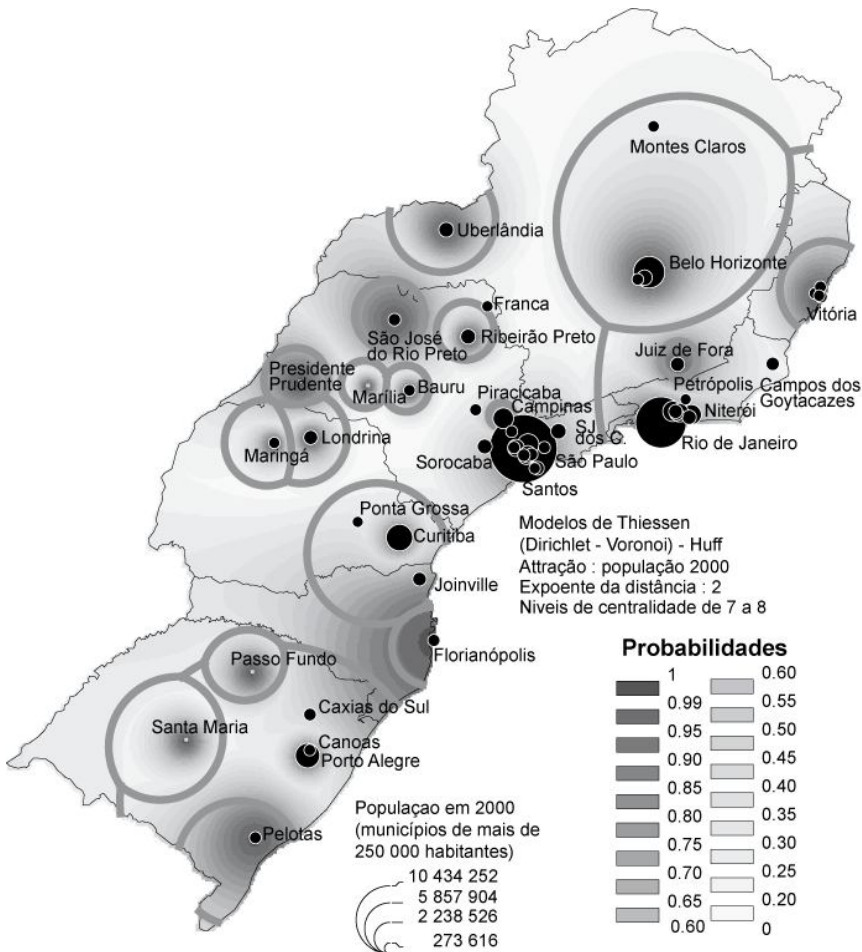 Montes Claros
Uberlândia
Belo Horizonte
Vitória
Franca
São José
do Rio Preto
Ribeirão Preto
Juiz de Fora
Presidente
Prudente
Marília
Bauru
Piracicaba
Campinas
Petrópolis
Campos dos
Goytacazes
Niterói
SJ
dos C.
Rio de Janeiro
Maringá
Londrina
Sorocaba
São Paulo
Santos
Ponta Grossa
Curitiba
Joinville
Florianópolis
Modelos de Thiessen
(Dirichlet - Voronoi) - Huff
Attração : população 2000
Expoente da distância : 2
Niveis de centralidade de 7 a 8
Passo Fundo
Santa Maria
Caxias do Sul
Canoas
Porto Alegre
Pelotas
Populaçao em 2000
(municípios de mais de
250 000 habitantes)
10 434 252
5 857 904
2 238 526
273 616
Probabilidades
1
0.99
0.95
0.90
0.85
0.80
0.75
0.70
0.65
0.60
0.60
0.55
0.50
0.45
0.40
0.35
0.30
0.25
0.20
0